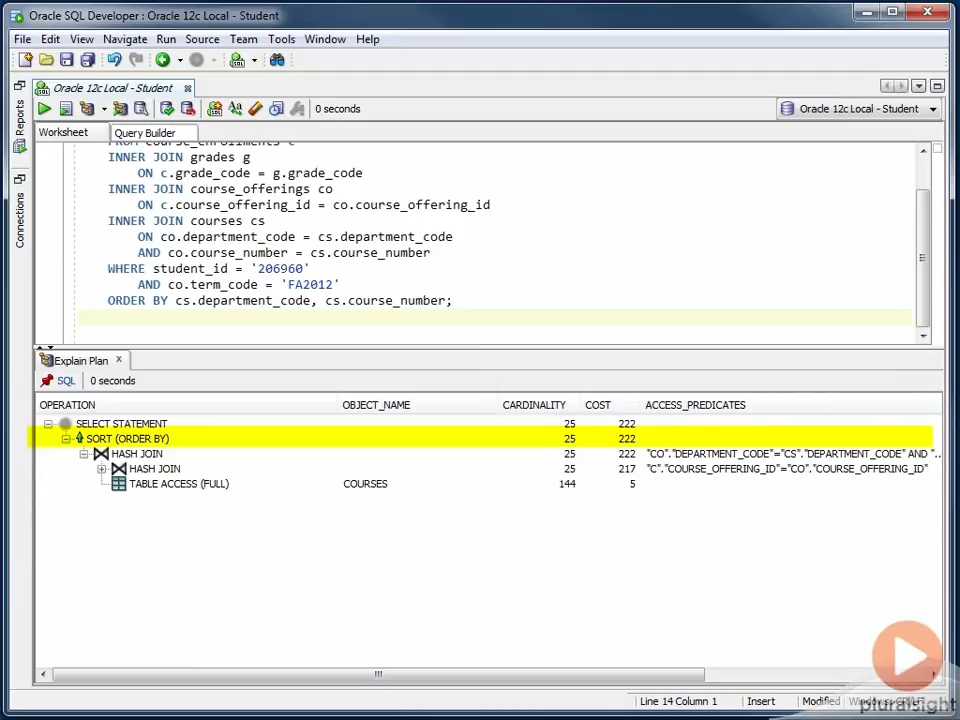 Oracle SQL Developer : Oracle 12c Local - Student
File Edit View Navigate Run Source Team Tools Window Help
Oracle 12c Local - Student
0 seconds
Oracle 12c Local - Student
Reports
Connections
Worksheet Query Builder
FROM course_enrollments c
INNER JOIN grades g
ON c.grade_code = g.grade_code
INNER JOIN course_offerings co
ON c.course_offering_id = co.course_offering_id
INNER JOIN courses cs
ON co.department_code = cs.department_code
AND co.course_number = cs.course_number
WHERE student_id = '206960'
AND co.term_code = 'FA2012'
ORDER BY cs.department_code, cs.course_number;
Explain Plan x
SQL 0 seconds
OPERATION OBJECT_NAME CARDINALITY COST ACCESS_PREDICATES
SELECT STATEMENT 25 222
SORT (ORDER BY) 25 222
HASH JOIN 25 222 "CO"."DEPARTMENT_CODE"="CS"."DEPARTMENT_CODE" AND "..
HASH JOIN 25 217 "C"."COURSE_OFFERING_ID"="CO"."COURSE_OFFERING_ID"
TABLE ACCESS (FULL) COURSES 144 5
Line 14 Column 1 Insert Modified Windows:
pluralsight